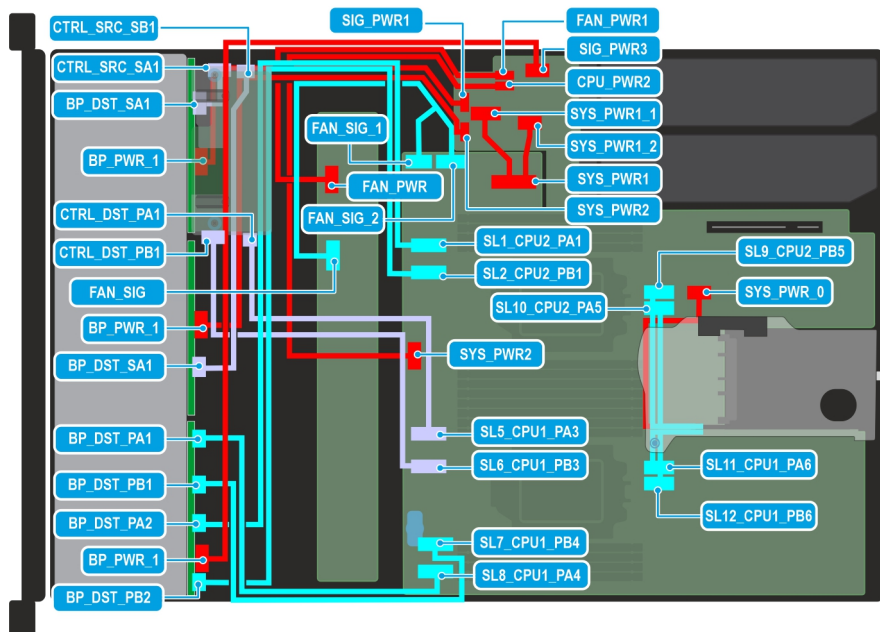 CTRL_SRC_SB1
SIG_PWR1
FAN_PWR1
SIG_PWR3
CTRL_SRC_SA1
CPU_PWR2
BP_DST_SA1
SYS_PWR1_1
FAN_SIG_1
SYS_PWR1_2
BP_PWR_1
FAN_PWR
SYS_PWR1
SYS_PWR2
CTRL_DST_PA1
FAN_SIG_2
CTRL_DST_PB1
SL1_CPU2_PA1
SL9_CPU2_PB5
SL2_CPU2_PB1
FAN_SIG
SYS_PWR_0
SL10_CPU2_PA5
BP_PWR_1
SYS_PWR2
BP_DST_SA1
BP_DST_PA1
SL5_CPU1_PA3
SL6_CPU1_PB3
SL11_CPU1_PA6
BP_DST_PB1
SL12_CPU1_PB6
BP_DST_PA2
SL7_CPU1_PB4
BP_PWR_1
SL8_CPU1_PA4
BP_DST_PB2